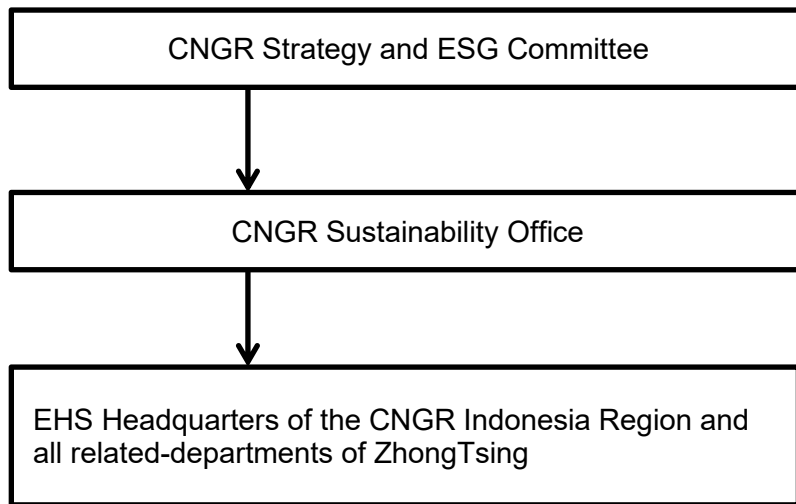 CNGR Strategy and ESG Committee
CNGR Sustainability Office
EHS Headquarters of the CNGR Indonesia Region and
all related-departments of ZhongTsing